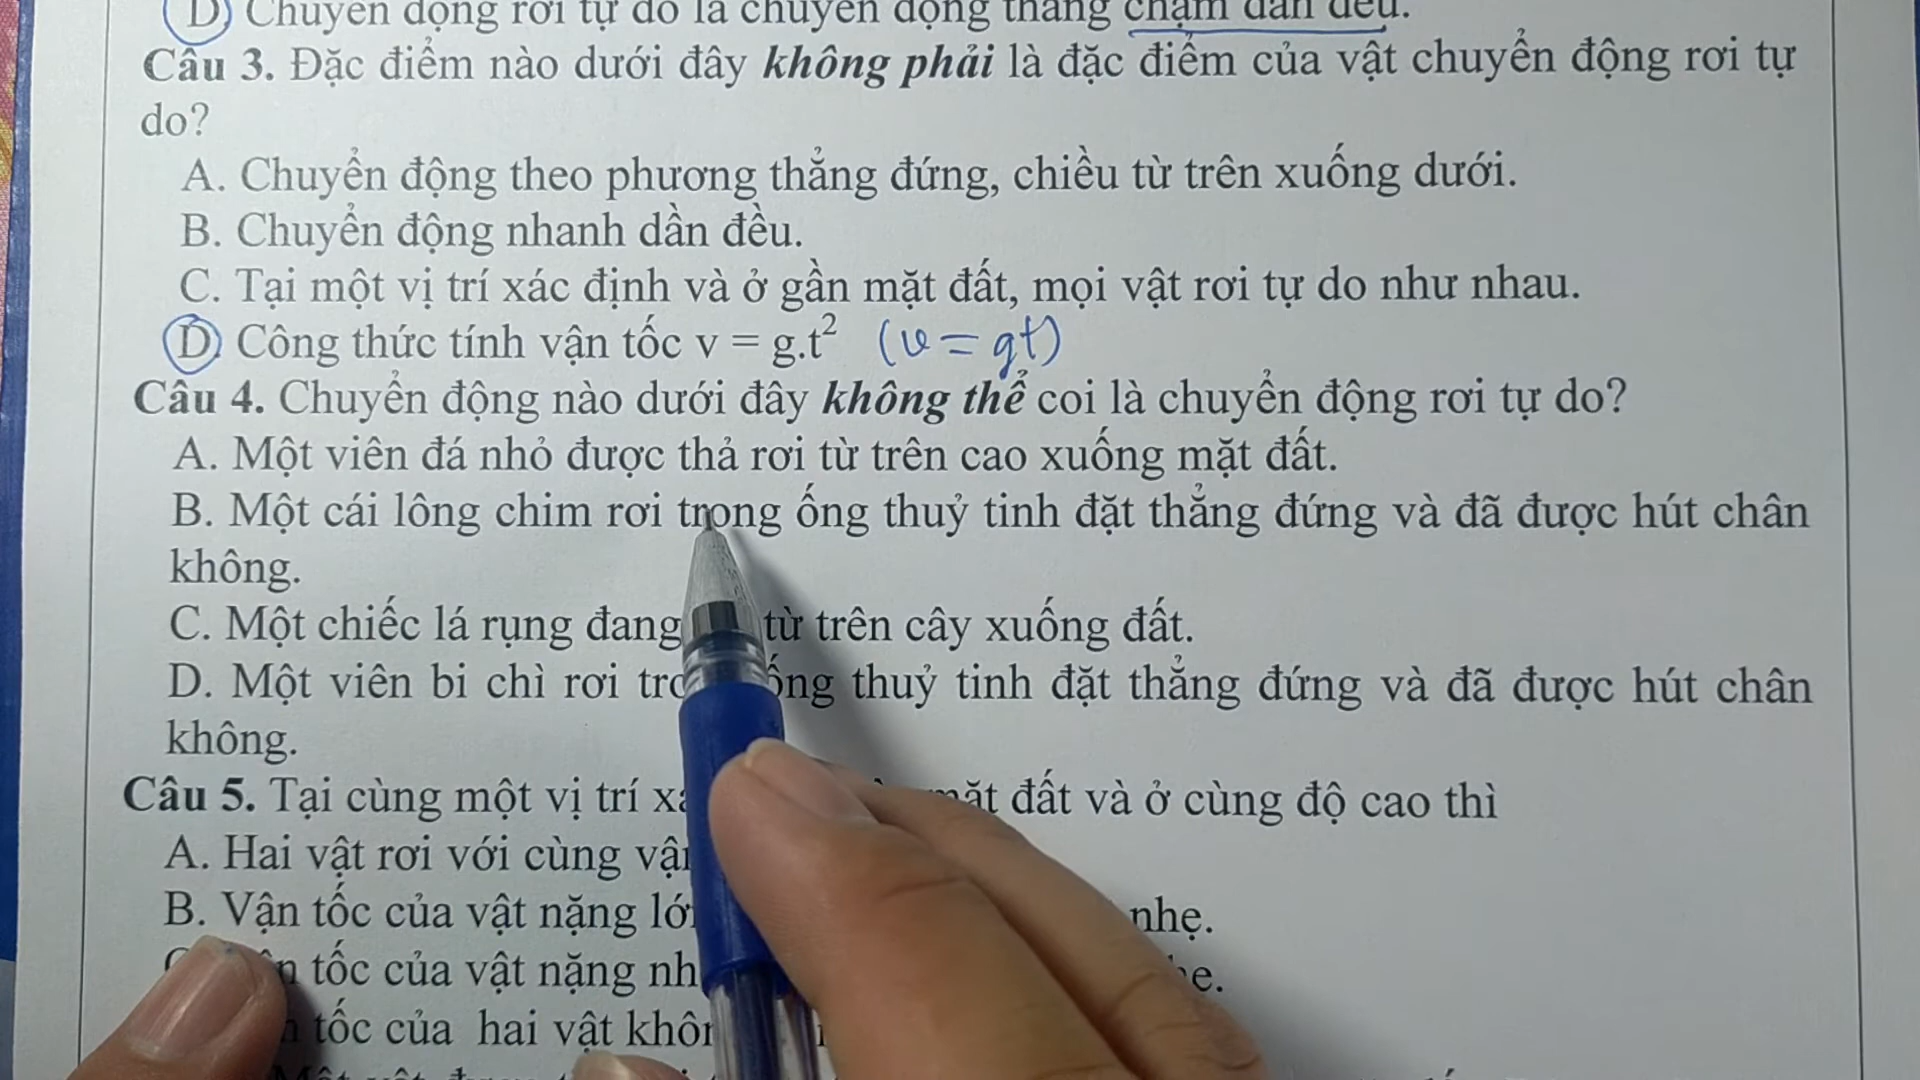 D. Chuyển động rơi tự do là chuyển động thẳng chậm dần đều.
Câu 3. Đặc điểm nào dưới đây không phải là đặc điểm của vật chuyển động rơi tự
do?
A. Chuyển động theo phương thẳng đứng, chiều từ trên xuống dưới.
B. Chuyển động nhanh dần đều.
C. Tại một vị trí xác định và ở gần mặt đất, mọi vật rơi tự do như nhau.
D. Công thức tính vận tốc v = g.t² (v = gt)
Câu 4. Chuyển động nào dưới đây không thể coi là chuyển động rơi tự do?
A. Một viên đá nhỏ được thả rơi từ trên cao xuống mặt đất.
B. Một cái lông chim rơi trong ống thuỷ tinh đặt thẳng đứng và đã được hút chân
không.
C. Một chiếc lá rụng đang từ trên cây xuống đất.
D. Một viên bi chì rơi ống thuỷ tinh đặt thẳng đứng và đã được hút chân
không.
Câu 5. Tại cùng một vị trí mặt đất và ở cùng độ cao thì
A. Hai vật rơi với cùng
B. Vận tốc của vật nặng nhẹ.
tốc của vật nặng
tốc của hai vật